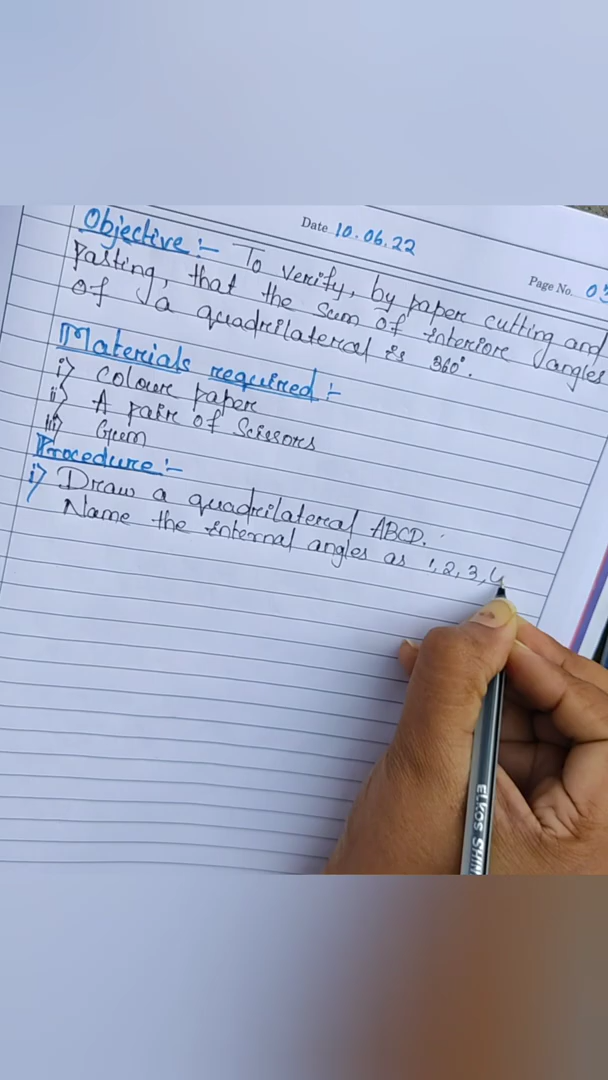 Date 10.06.22
Page No. 03
Objective :- To verify, by paper cutting and
Pasting, that the sum of interior angles
of a quadrilateral is 360°.
Materials required :-
i) Colour paper
ii) A pair of Scissors
iii) Gum
Procedure :-
i) Draw a quadrilateral ABCD.
Name the internal angles as 1,2,3,4
ELKOS SHIN